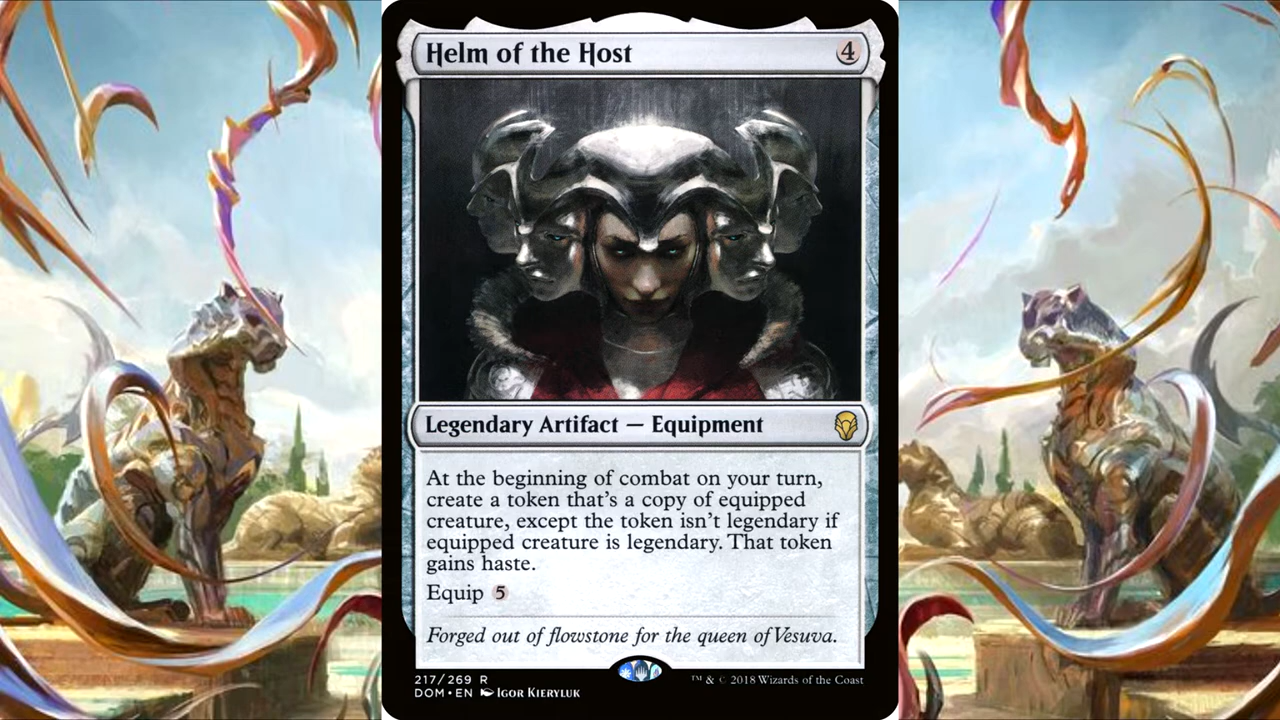 Helm of the Host 4
Legendary Artifact — Equipment
At the beginning of combat on your turn,
create a token that's a copy of equipped
creature, except the token isn't legendary if
equipped creature is legendary. That token
gains haste.
Equip 5
Forged out of flowstone for the queen of Vesuva.
217/269 R
DOM • EN Igor Kieryluk
™ & © 2018 Wizards of the Coast